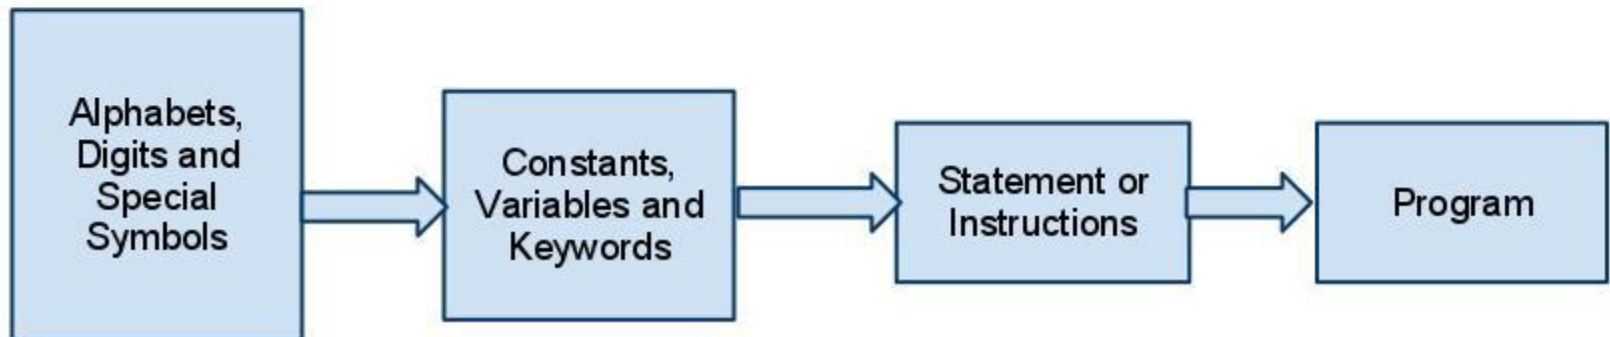 Alphabets,
Digits and
Special
Symbols
Constants,
Variables and
Keywords
Statement or
Instructions
Program